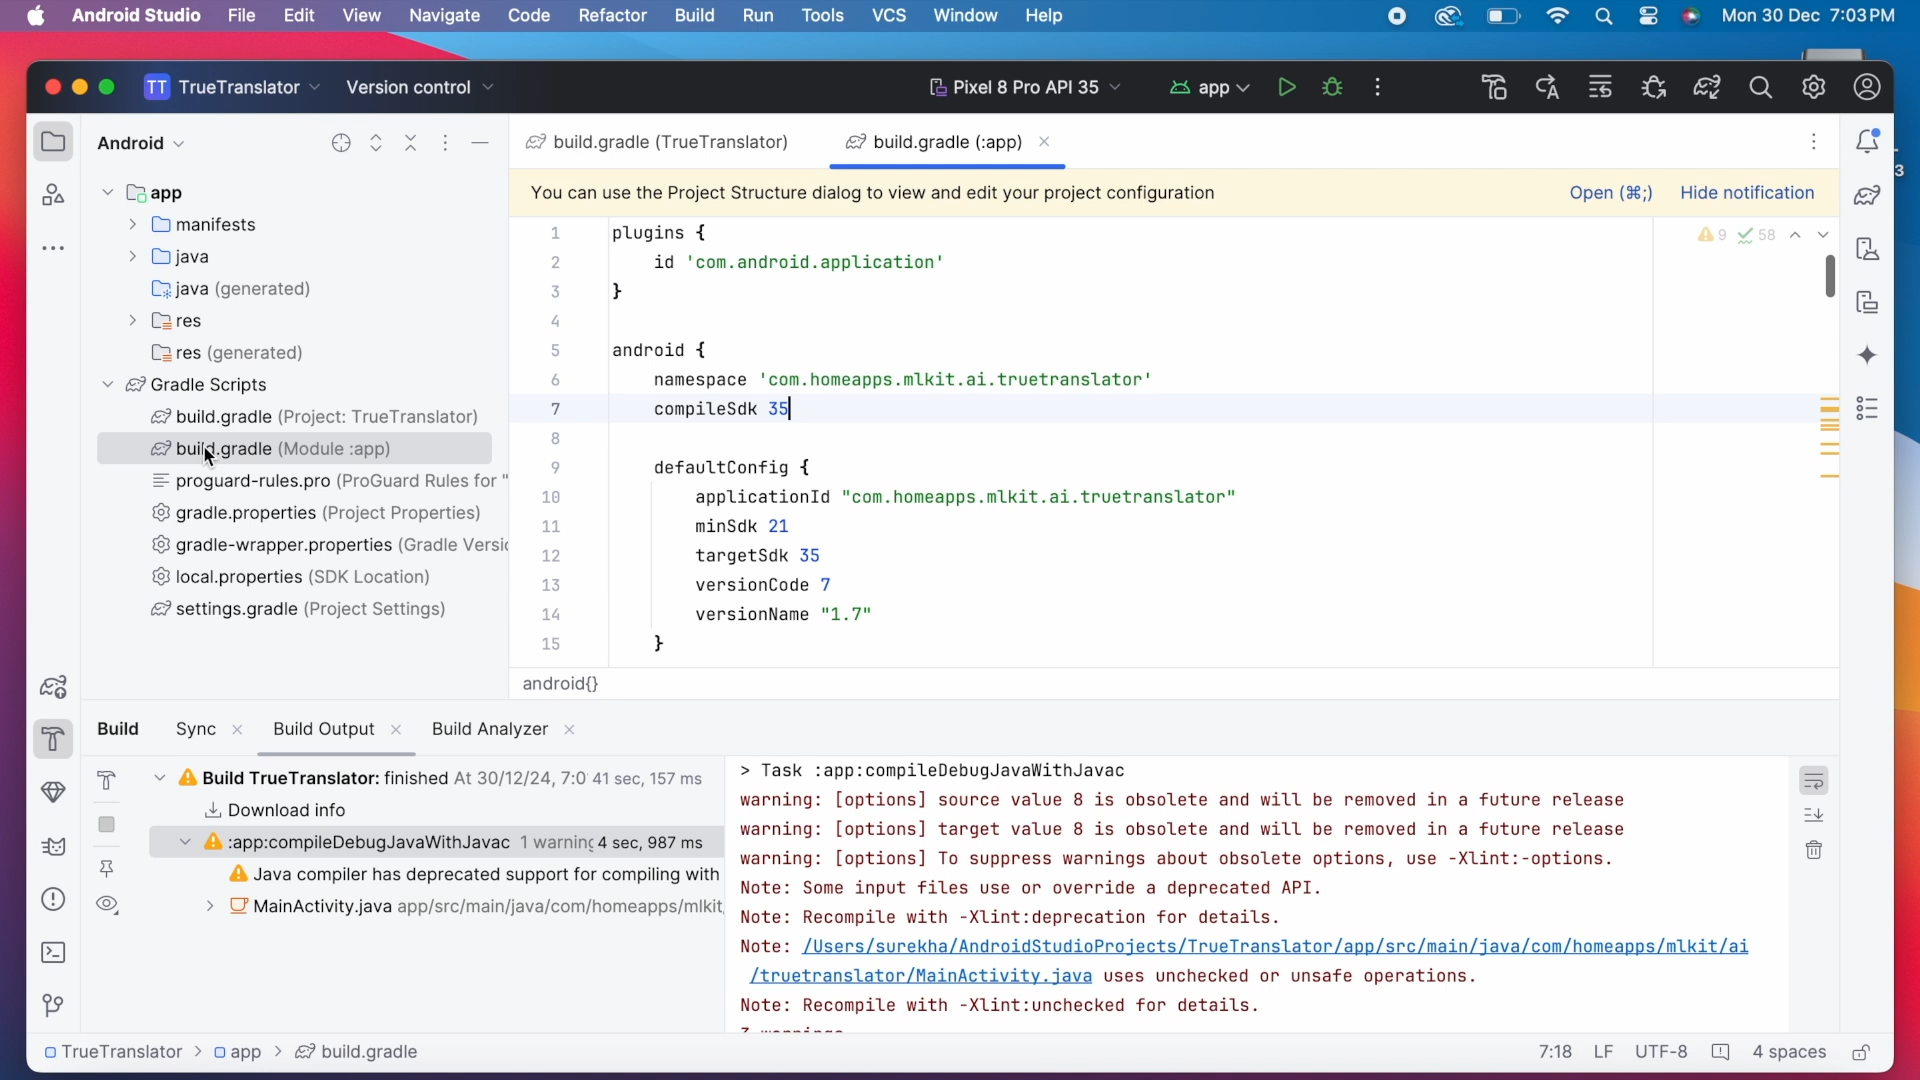 Android Studio File Edit View Navigate Code Refactor Build Run Tools VCS Window Help Mon 30 Dec 7:03 PM
TT TrueTranslator Version control Pixel 8 Pro API 35 app
Android
build.gradle (TrueTranslator) build.gradle (:app)
You can use the Project Structure dialog to view and edit your project configuration Open (⌘;) Hide notification
app
manifests
java
java (generated)
res
res (generated)
Gradle Scripts
build.gradle (Project: TrueTranslator)
build.gradle (Module :app)
proguard-rules.pro (ProGuard Rules for "
gradle.properties (Project Properties)
gradle-wrapper.properties (Gradle Versic
local.properties (SDK Location)
settings.gradle (Project Settings)
9 58
1 plugins {
2 id 'com.android.application'
3 }
4
5 android {
6 namespace 'com.homeapps.mlkit.ai.truetranslator'
7 compileSdk 35
8
9 defaultConfig {
10 applicationId "com.homeapps.mlkit.ai.truetranslator"
11 minSdk 21
12 targetSdk 35
13 versionCode 7
14 versionName "1.7"
15 }
android{}
3
Build Sync Build Output Build Analyzer
Build TrueTranslator: finished At 30/12/24, 7:0 41 sec, 157 ms
Download info
:app:compileDebugJavaWithJavac 1 warning 4 sec, 987 ms
Java compiler has deprecated support for compiling with
MainActivity.java app/src/main/java/com/homeapps/mlkit
> Task :app:compileDebugJavaWithJavac
warning: [options] source value 8 is obsolete and will be removed in a future release
warning: [options] target value 8 is obsolete and will be removed in a future release
warning: [options] To suppress warnings about obsolete options, use -Xlint:-options.
Note: Some input files use or override a deprecated API.
Note: Recompile with -Xlint:deprecation for details.
Note: /Users/surekha/AndroidStudioProjects/TrueTranslator/app/src/main/java/com/homeapps/mlkit/ai
/truetranslator/MainActivity.java uses unchecked or unsafe operations.
Note: Recompile with -Xlint:unchecked for details.
3 warnings
TrueTranslator > app > build.gradle 7:18 LF UTF-8 4 spaces